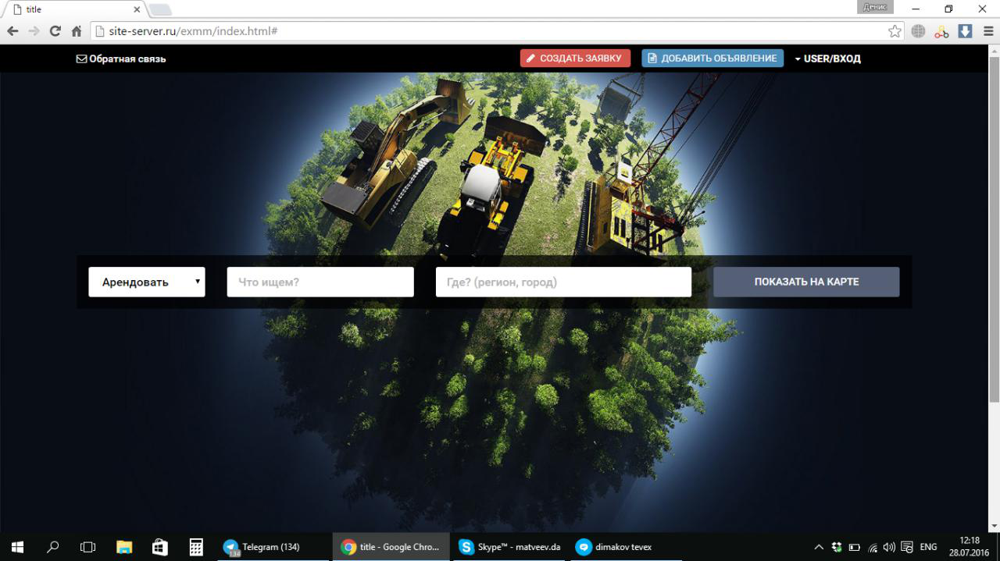 title
Денис
site-server.ru/exmm/index.html#
Обратная связь
СОЗДАТЬ ЗАЯВКУ
ДОБАВИТЬ ОБЪЯВЛЕНИЕ
USER/ВХОД
Арендовать
Что ищем?
Где? (регион, город)
ПОКАЗАТЬ НА КАРТЕ
134
Telegram (134)
title - Google Chro...
Skype™ - matveev.da
dimakov tevex
ENG
12:18
28.07.2016